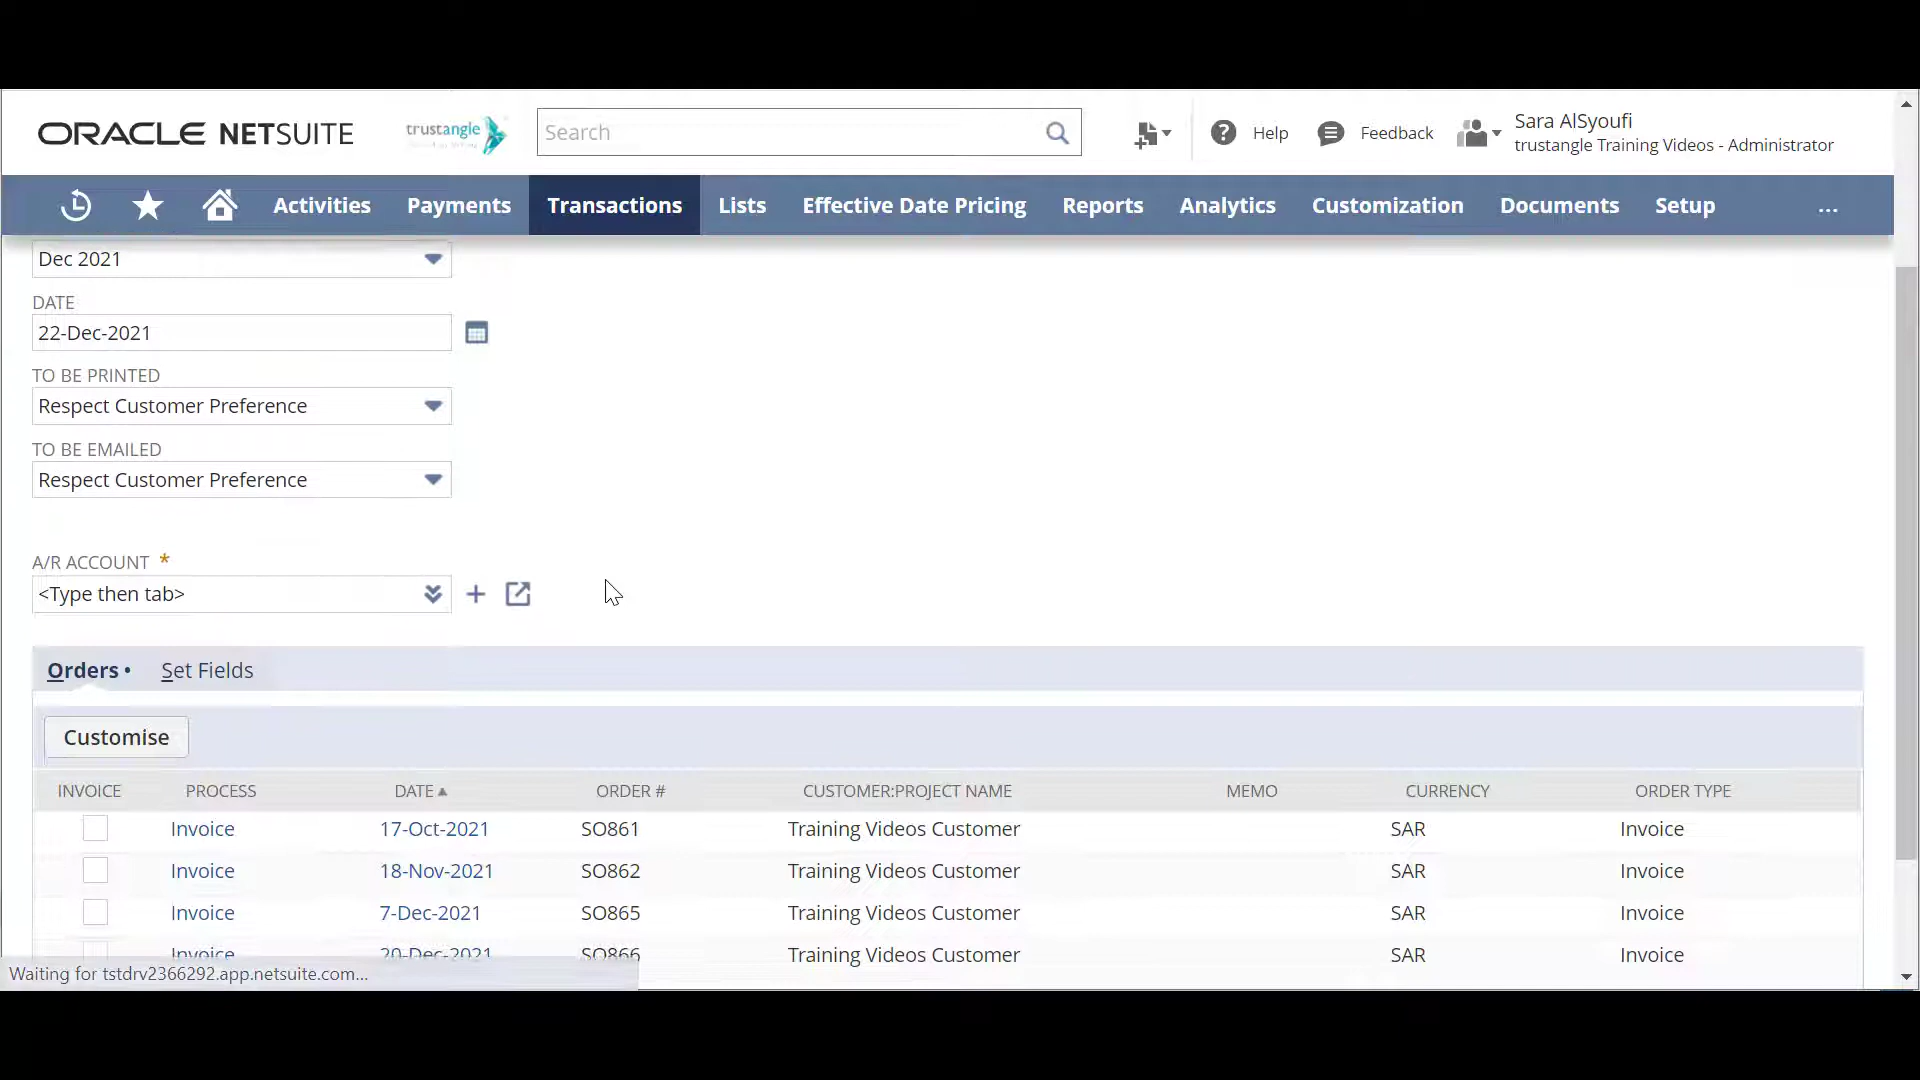 ORACLE NETSUITE
trustangle
Search
Help
Feedback
Sara AlSyoufi
trustangle Training Videos - Administrator
Activities Payments Transactions Lists Effective Date Pricing Reports Analytics Customization Documents Setup ...
Dec 2021
DATE
22-Dec-2021
TO BE PRINTED
Respect Customer Preference
TO BE EMAILED
Respect Customer Preference
A/R ACCOUNT *
<Type then tab>
Orders • Set Fields
Customise
INVOICE PROCESS DATE ORDER # CUSTOMER:PROJECT NAME MEMO CURRENCY ORDER TYPE
Invoice 17-Oct-2021 SO861 Training Videos Customer SAR Invoice
Invoice 18-Nov-2021 SO862 Training Videos Customer SAR Invoice
Invoice 7-Dec-2021 SO865 Training Videos Customer SAR Invoice
Invoice 20-Dec-2021 SO866 Training Videos Customer SAR Invoice
Waiting for tstdrv2366292.app.netsuite.com...